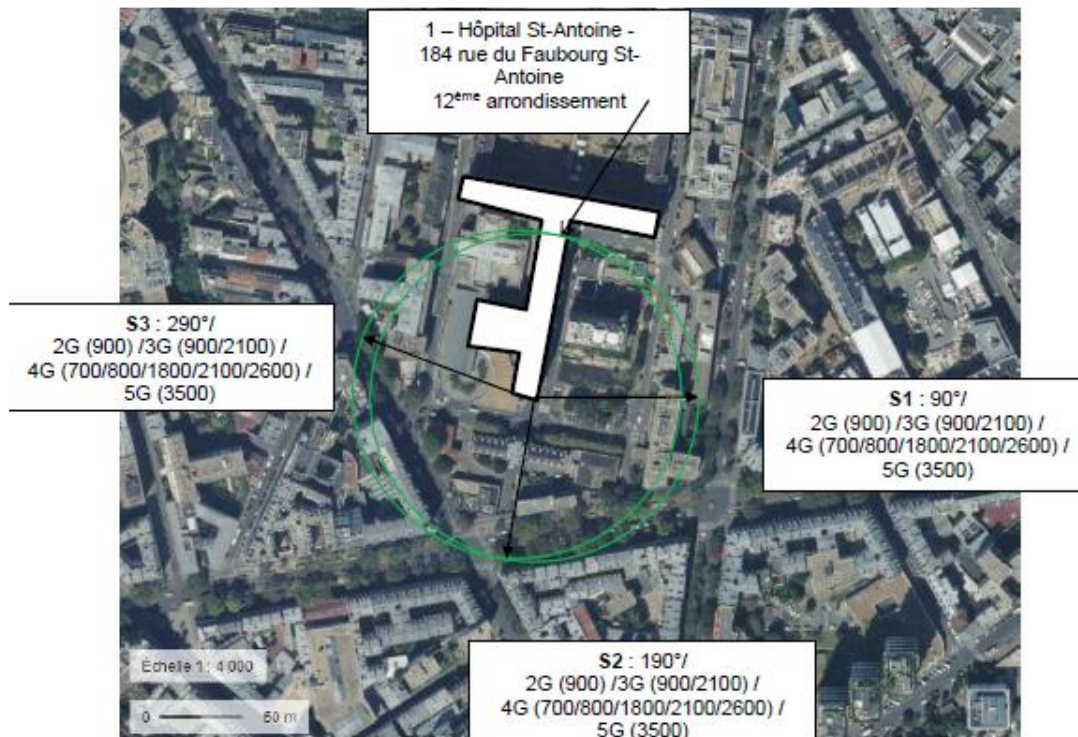 1 – Hôpital St-Antoine -
184 rue du Faubourg St-
Antoine
12ème arrondissement
S3 : 290°/
2G (900) /3G (900/2100) /
4G (700/800/1800/2100/2600) /
5G (3500)
S1 : 90°/
2G (900) /3G (900/2100) /
4G (700/800/1800/2100/2600) /
5G (3500)
S2 : 190°/
2G (900) /3G (900/2100) /
4G (700/800/1800/2100/2600) /
5G (3500)
Échelle 1 : 4 000
0 60 m